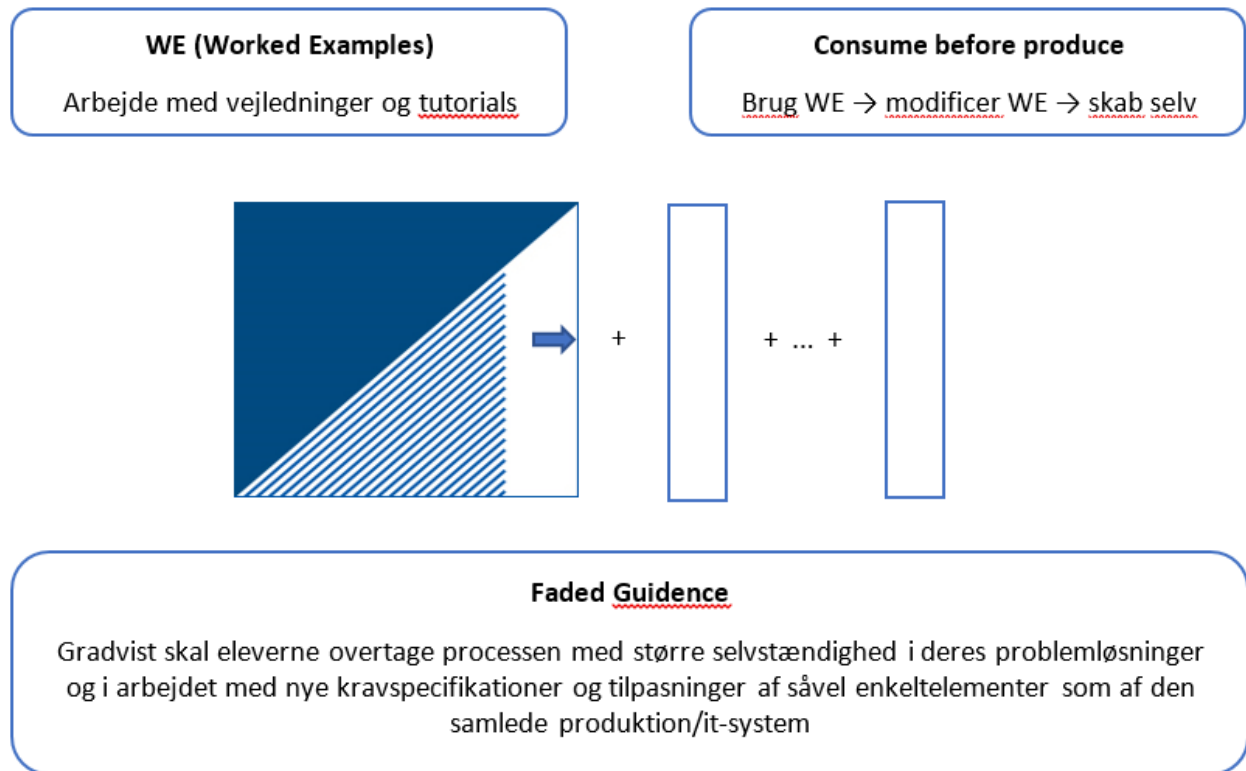 WE (Worked Examples)
Arbejde med vejledninger og tutorials
Consume before produce
Brug WE → modificer WE → skab selv
+
+ ... +
Faded Guidence
Gradvist skal eleverne overtage processen med større selvstændighed i deres problemløsninger
og i arbejdet med nye kravspecifikationer og tilpasninger af såvel enkeltelementer som af den
samlede produktion/it-system